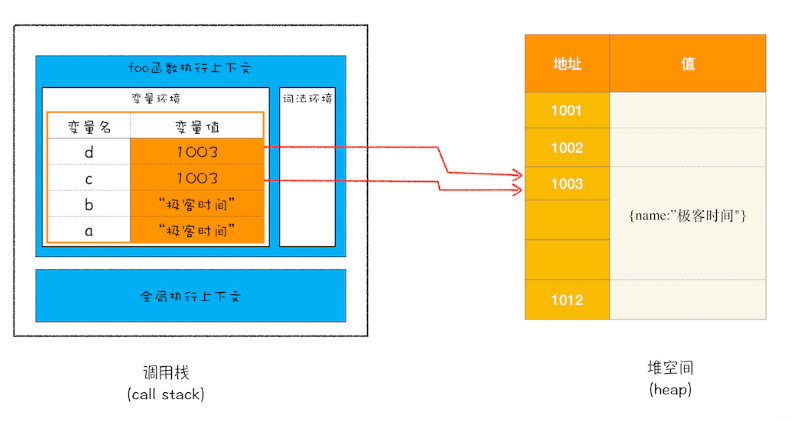 foo函数执行上下文
变量环境
词法环境
变量名 变量值
d 1003
c 1003
b “极客时间”
a “极客时间”
全局执行上下文
调用栈
(call stack)
地址 值
1001
1002
1003
{name:”极客时间"}
1012
堆空间
(heap)